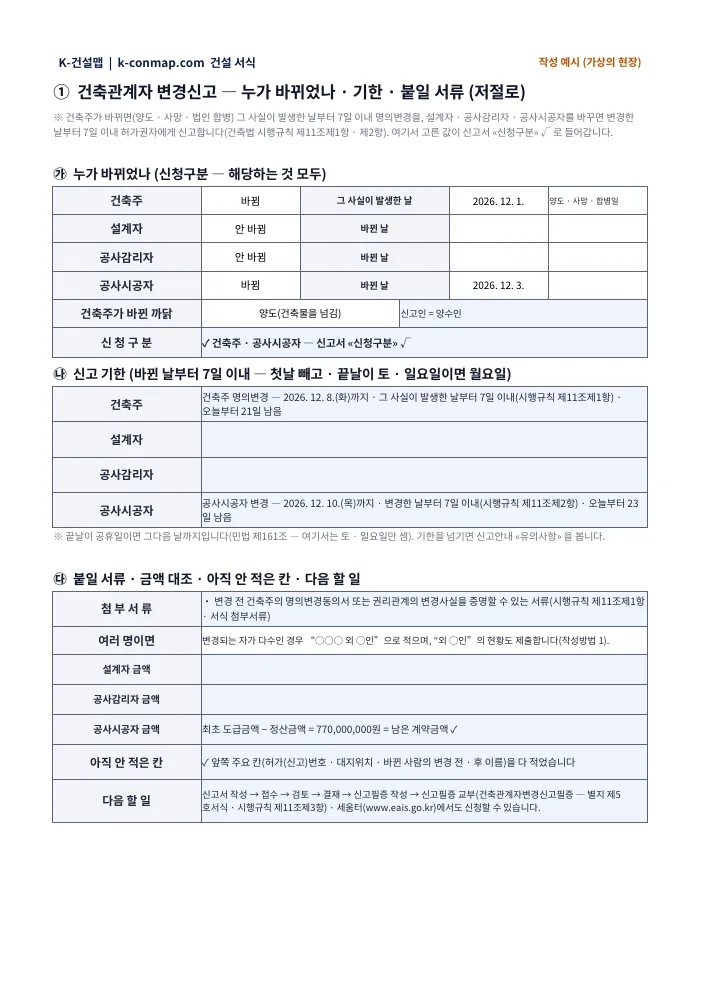 K-건설맵 | k-conmap.com 건설 서식
작성 예시 (가상의 현장)
① 건축관계자 변경신고 — 누가 바뀌었나 · 기한 · 붙일 서류 (저절로)
※ 건축주가 바뀌면(양도 · 사망 · 법인 합병) 그 사실이 발생한 날부터 7일 이내 명의변경을, 설계자 · 공사감리자 · 공사시공자를 바꾸면 변경한
날부터 7일 이내 허가권자에게 신고합니다(건축법 시행규칙 제11조제1항 · 제2항). 여기서 고른 값이 신고서 «신청구분» √ 로 들어갑니다.
㉮ 누가 바뀌었나 (신청구분 — 해당하는 것 모두)
건축주 바뀜 그 사실이 발생한 날 2026. 12. 1. 양도 · 사망 · 합병일
설계자 안 바뀜 바뀐 날
공사감리자 안 바뀜 바뀐 날
공사시공자 바뀜 바뀐 날 2026. 12. 3.
건축주가 바뀐 까닭 양도(건축물을 넘김) 신고인 = 양수인
신 청 구 분 ✓ 건축주 · 공사시공자 — 신고서 «신청구분» √
㉯ 신고 기한 (바뀐 날부터 7일 이내 — 첫날 빼고 · 끝날이 토 · 일요일이면 월요일)
건축주 건축주 명의변경 — 2026. 12. 8.(화)까지 · 그 사실이 발생한 날부터 7일 이내(시행규칙 제11조제1항) ·
오늘부터 21일 남음
설계자
공사감리자
공사시공자 공사시공자 변경 — 2026. 12. 10.(목)까지 · 변경한 날부터 7일 이내(시행규칙 제11조제2항) · 오늘부터 23
일 남음
※ 끝날이 공휴일이면 그다음 날까지입니다(민법 제161조 — 여기서는 토 · 일요일만 셈). 기한을 넘기면 신고안내 «유의사항» 을 봅니다.
㉰ 붙일 서류 · 금액 대조 · 아직 안 적은 칸 · 다음 할 일
첨 부 서 류 · 변경 전 건축주의 명의변경동의서 또는 권리관계의 변경사실을 증명할 수 있는 서류(시행규칙 제11조제1항
· 서식 첨부서류)
여러 명이면 변경되는 자가 다수인 경우 “○○○ 외 ○인” 으로 적으며, “외 ○인” 의 현황도 제출합니다(작성방법 1).
설계자 금액
공사감리자 금액
공사시공자 금액 최초 도급금액 − 정산금액 = 770,000,000원 = 남은 계약금액 ✓
아직 안 적은 칸 ✓ 앞쪽 주요 칸(허가(신고)번호 · 대지위치 · 바뀐 사람의 변경 전 · 후 이름)을 다 적었습니다
다음 할 일 신고서 작성 → 접수 → 검토 → 결재 → 신고필증 작성 → 신고필증 교부(건축관계자변경신고필증 — 별지 제5
호서식 · 시행규칙 제11조제3항) · 세움터(www.eais.go.kr)에서도 신청할 수 있습니다.